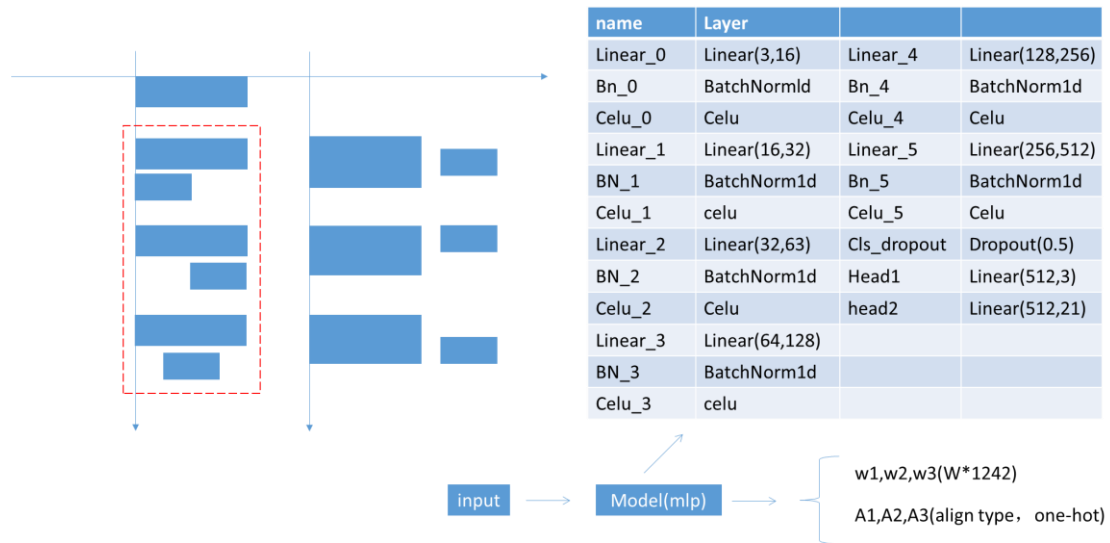 name Layer
Linear_0 Linear(3,16) Linear_4 Linear(128,256)
Bn_0 BatchNormld Bn_4 BatchNorm1d
Celu_0 Celu Celu_4 Celu
Linear_1 Linear(16,32) Linear_5 Linear(256,512)
BN_1 BatchNorm1d Bn_5 BatchNorm1d
Celu_1 celu Celu_5 Celu
Linear_2 Linear(32,63) Cls_dropout Dropout(0.5)
BN_2 BatchNorm1d Head1 Linear(512,3)
Celu_2 Celu head2 Linear(512,21)
Linear_3 Linear(64,128)
BN_3 BatchNorm1d
Celu_3 celu
w1,w2,w3(W*1242)
input Model(mlp)
A1,A2,A3(align type，one-hot)